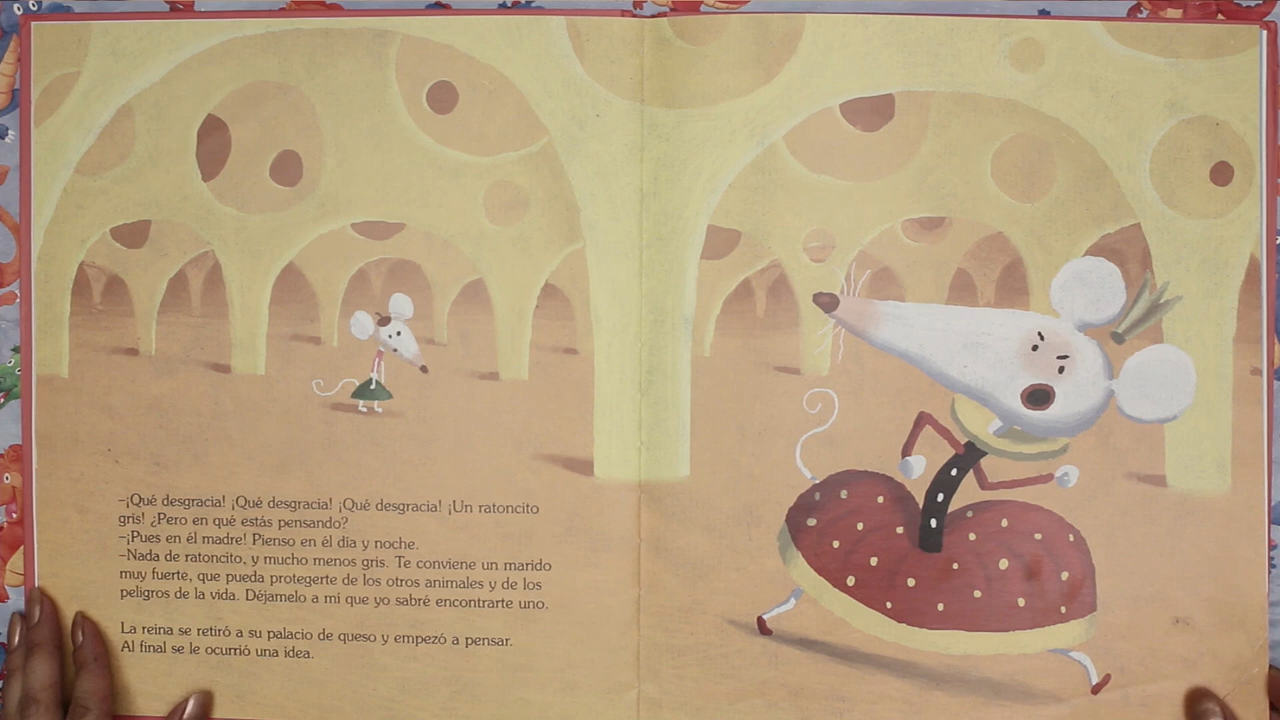 –¡Qué desgracia! ¡Qué desgracia! ¡Qué desgracia! ¡Un ratoncito
gris! ¿Pero en qué estás pensando?
–¡Pues en él madre! Pienso en él día y noche.
–Nada de ratoncito, y mucho menos gris. Te conviene un marido
muy fuerte, que pueda protegerte de los otros animales y de los
peligros de la vida. Déjamelo a mí que yo sabré encontrarte uno.
La reina se retiró a su palacio de queso y empezó a pensar.
Al final se le ocurrió una idea.